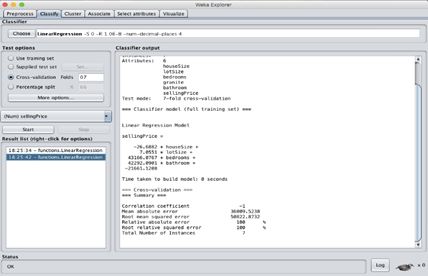 Weka Explorer
Preprocess Classify Cluster Associate Select attributes Visualize
Classifier
Choose LinearRegression -S 0 -R 1.0E-8 -num-decimal-places 4
Test options
Use training set
Supplied test set Set...
Cross-validation Folds 07
Percentage split % 66
More options...
(Num) sellingPrice
Start Stop
Result list (right-click for options)
18:25:34 - functions.LinearRegression
18:25:42 - functions.LinearRegression
Classifier output
Attributes: 6
houseSize
lotSize
bedrooms
granite
bathroom
sellingPrice
Test mode: 7-fold cross-validation
=== Classifier model (full training set) ===
Linear Regression Model
sellingPrice =
-26.6882 * houseSize +
7.0551 * lotSize +
43166.0767 * bedrooms +
42292.0901 * bathroom +
-21661.1208
Time taken to build model: 0 seconds
=== Cross-validation ===
=== Summary ===
Correlation coefficient -1
Mean absolute error
Root mean squared error
Relative absolute error 100 %
Root relative squared error 100 %
Total Number of Instances 7
Status
OK
Log
x 0